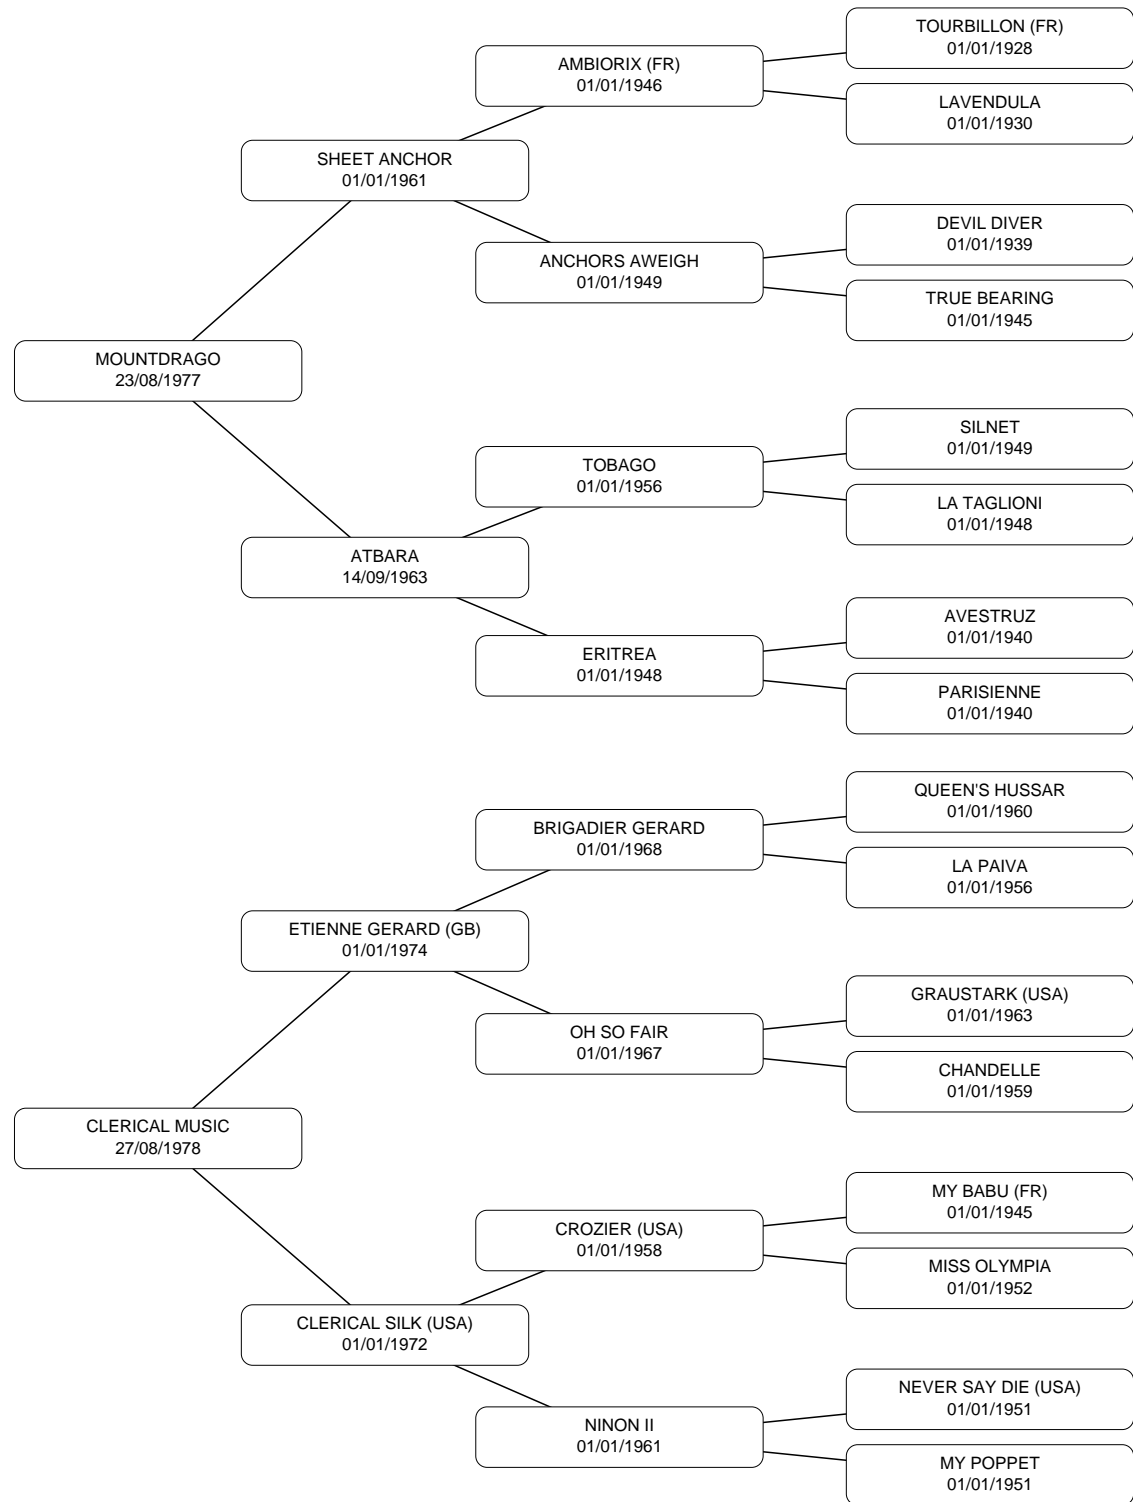 TOURBILLON (FR)
01/01/1928
AMBIORIX (FR)
01/01/1946
LAVENDULA
01/01/1930
SHEET ANCHOR
01/01/1961
DEVIL DIVER
01/01/1939
ANCHORS AWEIGH
01/01/1949
TRUE BEARING
01/01/1945
MOUNTDRAGO
23/08/1977
SILNET
01/01/1949
TOBAGO
01/01/1956
LA TAGLIONI
01/01/1948
ATBARA
14/09/1963
AVESTRUZ
01/01/1940
ERITREA
01/01/1948
PARISIENNE
01/01/1940
QUEEN'S HUSSAR
01/01/1960
BRIGADIER GERARD
01/01/1968
LA PAIVA
01/01/1956
ETIENNE GERARD (GB)
01/01/1974
GRAUSTARK (USA)
01/01/1963
OH SO FAIR
01/01/1967
CHANDELLE
01/01/1959
CLERICAL MUSIC
27/08/1978
MY BABU (FR)
01/01/1945
CROZIER (USA)
01/01/1958
MISS OLYMPIA
01/01/1952
CLERICAL SILK (USA)
01/01/1972
NEVER SAY DIE (USA)
01/01/1951
NINON II
01/01/1961
MY POPPET
01/01/1951